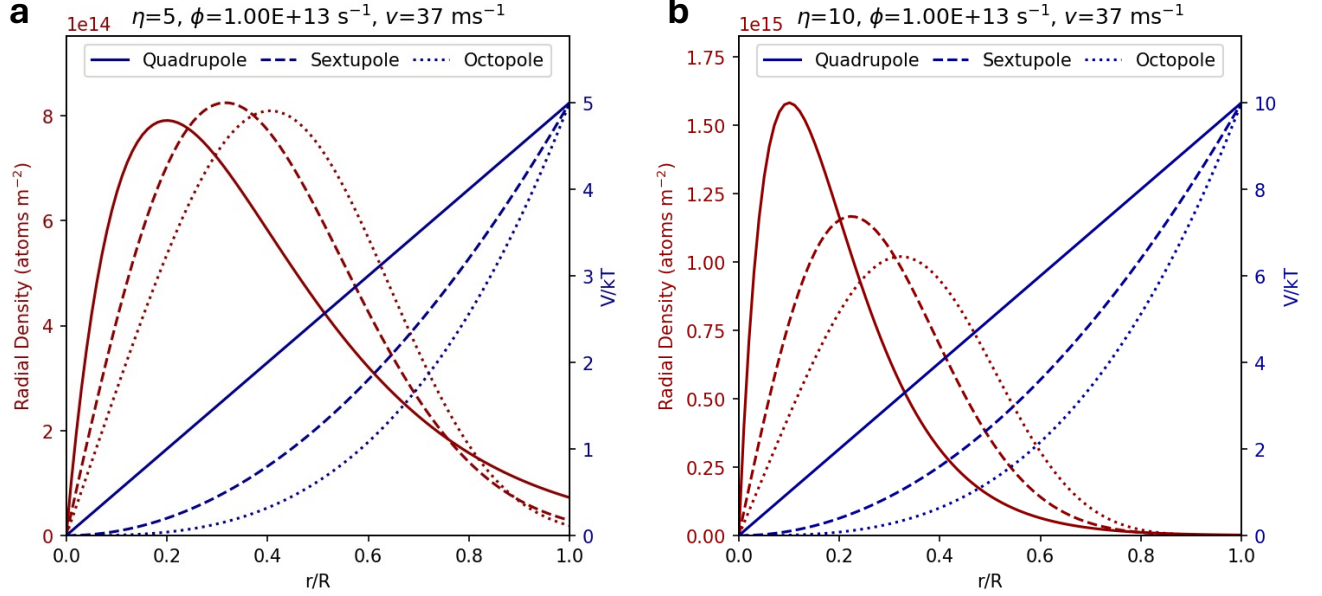 a
η=5, ϕ=1.00E+13 s⁻¹, v=37 ms⁻¹
1e14
Quadrupole Sextupole Octopole
8
6
4
2
0
Radial Density (atoms m⁻²)
5
4
3
2
1
0
V/kT
0.0 0.2 0.4 0.6 0.8 1.0
r/R
b
η=10, ϕ=1.00E+13 s⁻¹, v=37 ms⁻¹
1e15
Quadrupole Sextupole Octopole
1.75
1.50
1.25
1.00
0.75
0.50
0.25
0.00
Radial Density (atoms m⁻²)
10
8
6
4
2
0
V/kT
0.0 0.2 0.4 0.6 0.8 1.0
r/R